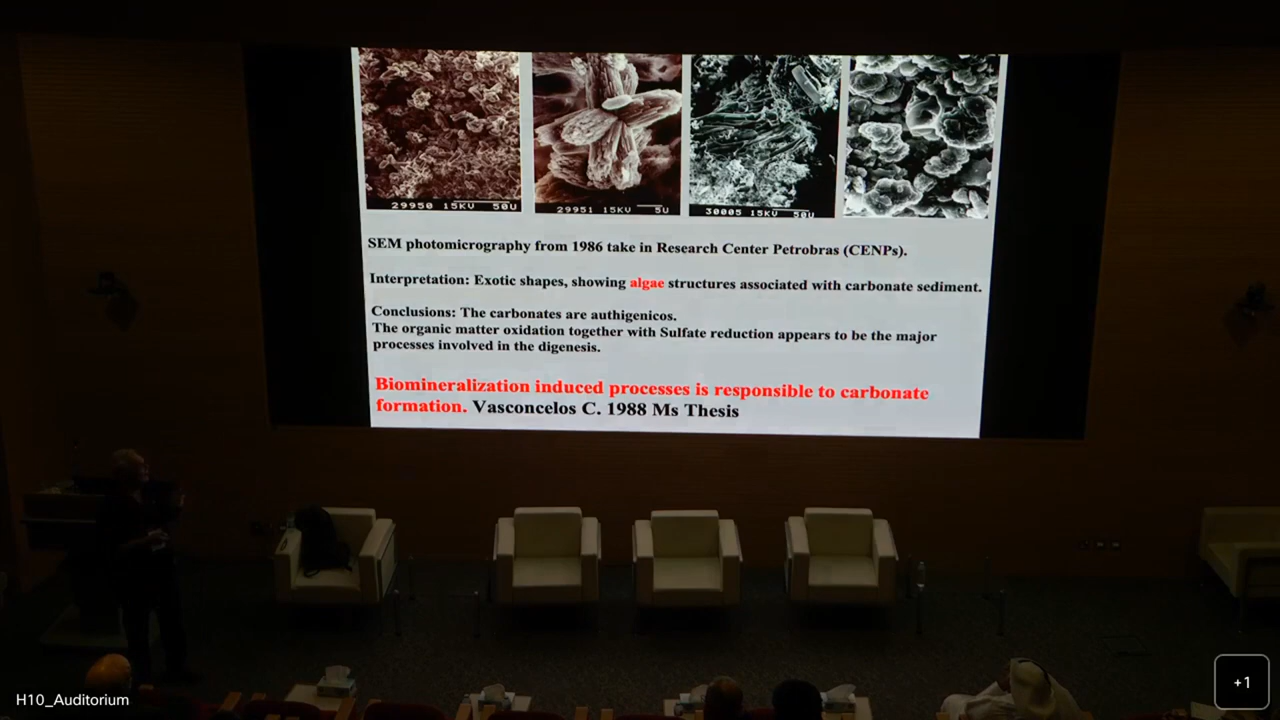 29950 15KV 50U
29951 15KV 5U
30005 15KV 50U
SEM photomicrography from 1986 take in Research Center Petrobras (CENPs).
Interpretation: Exotic shapes, showing algae structures associated with carbonate sediment.
Conclusions: The carbonates are authigenicos.
The organic matter oxidation together with Sulfate reduction appears to be the major
processes involved in the digenesis.
Biomineralization induced processes is responsible to carbonate
formation. Vasconcelos C. 1988 Ms Thesis
H10_Auditorium
+1